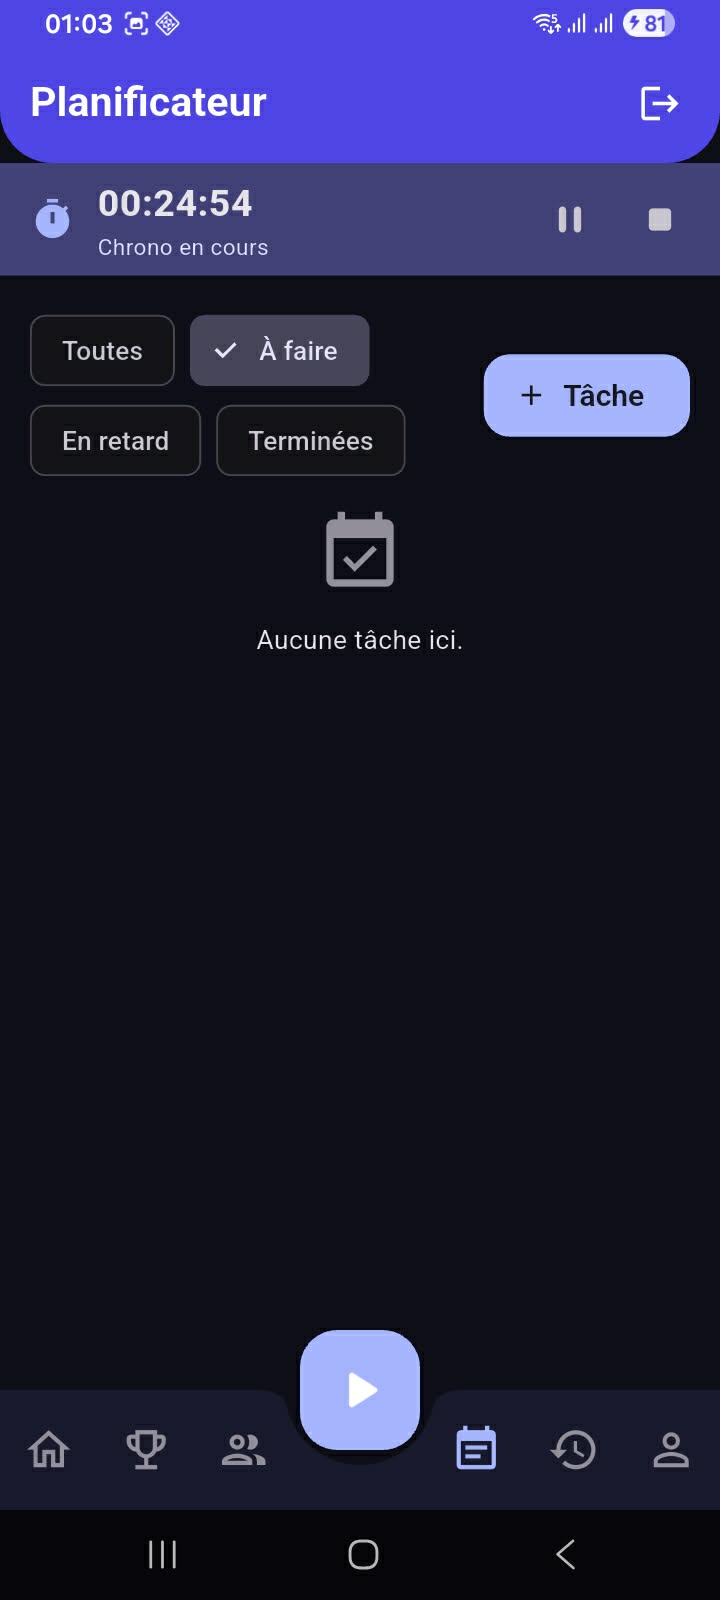 01:03
5
81
Planificateur
00:24:54
Chrono en cours
Toutes
À faire
+ Tâche
En retard
Terminées
Aucune tâche ici.